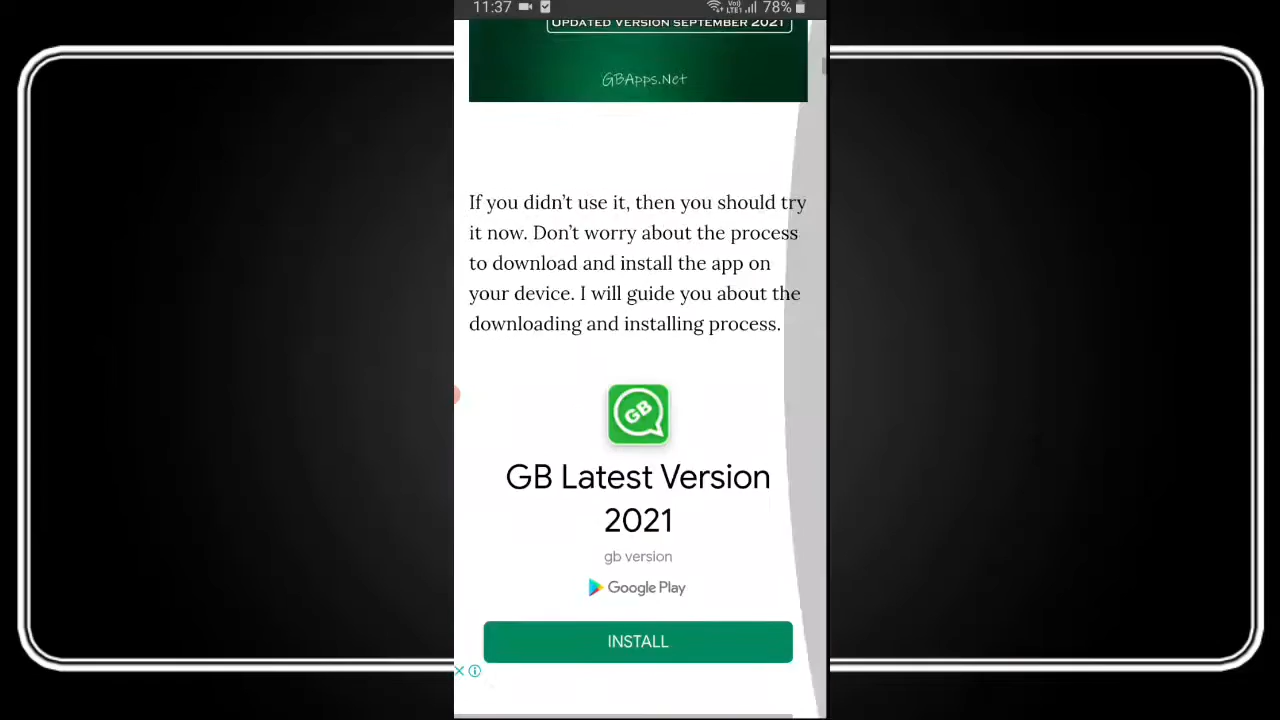 11:37 78%
UPDATED VERSION SEPTEMBER 2021
GBApps.Net
If you didn't use it, then you should try
it now. Don't worry about the process
to download and install the app on
your device. I will guide you about the
downloading and installing process.
GB
GB Latest Version
2021
gb version
Google Play
INSTALL